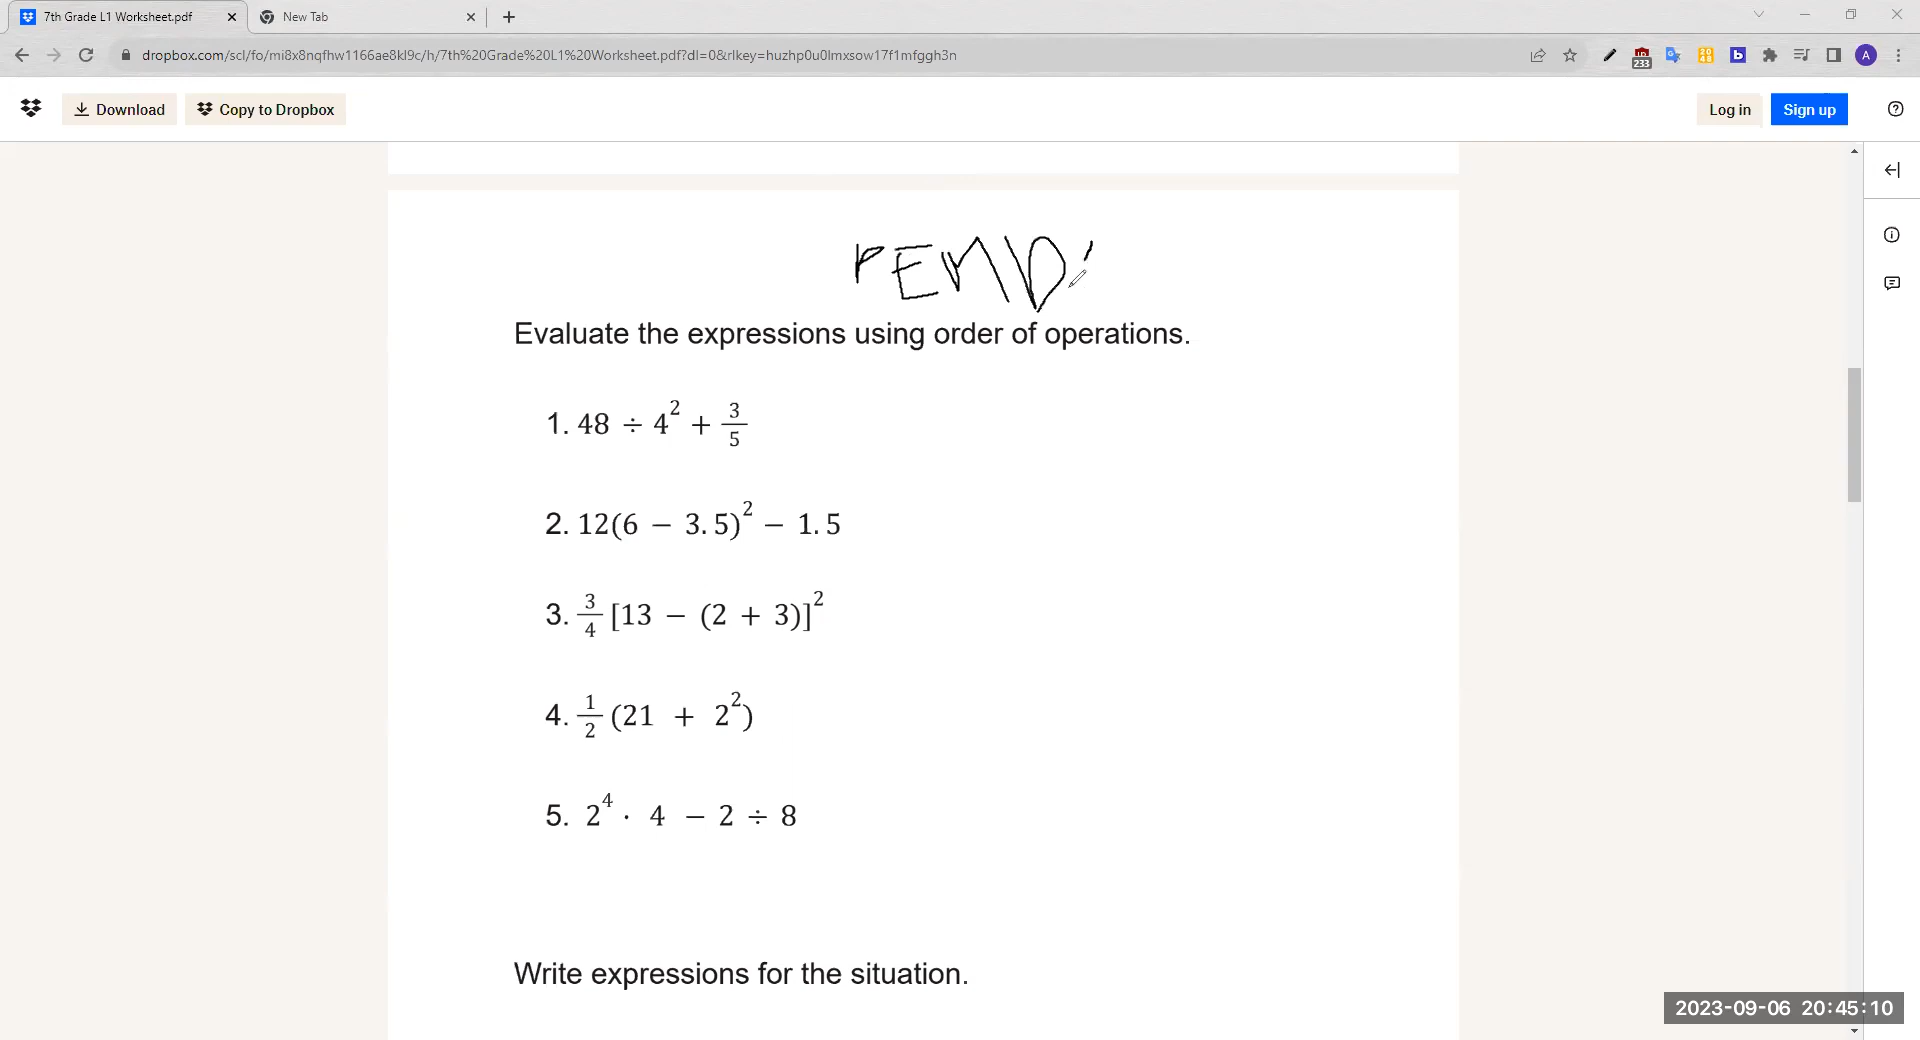 7th Grade L1 Worksheet.pdf
New Tab
dropbox.com/scl/fo/mi8x8nqfhw1166ae8kl9c/h/7th%20Grade%20L1%20Worksheet.pdf?dl=0&rlkey=huzhp0u0lmxsow17f1mfggh3n
233
20 48
b
A
Download
Copy to Dropbox
Log in
Sign up
PEMD
Evaluate the expressions using order of operations.
1. 48 ÷ 4² + 3/5
2. 12(6 − 3.5)² − 1.5
3. 3/4 [13 − (2 + 3)]²
4. 1/2 (21 + 2²)
5. 2⁴ · 4 − 2 ÷ 8
Write expressions for the situation.
2023-09-06 20:45:10